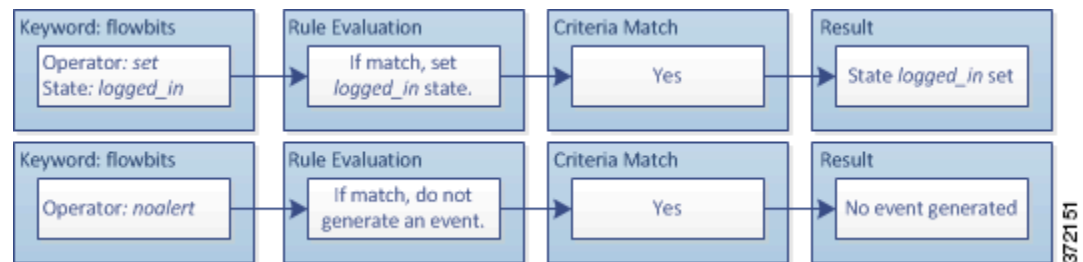 Keyword: flowbits
Operator: set
State: logged_in
Rule Evaluation
If match, set
logged_in state.
Criteria Match
Yes
Result
State logged_in set
Keyword: flowbits
Operator: noalert
Rule Evaluation
If match, do not
generate an event.
Criteria Match
Yes
Result
No event generated
372151